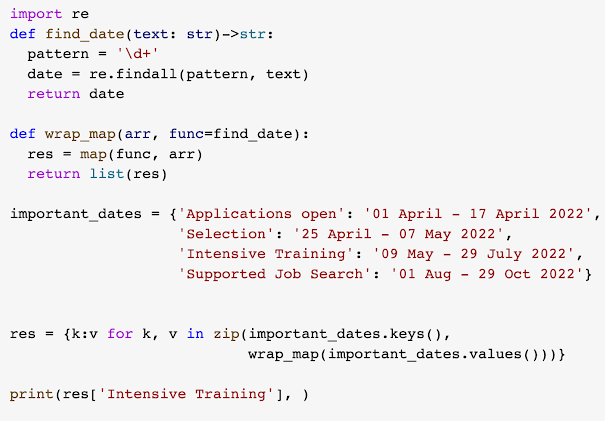 import re
def find_date(text: str)->str:
  pattern = '\d+'
  date = re.findall(pattern, text)
  return date

def wrap_map(arr, func=find_date):
  res = map(func, arr)
  return list(res)

important_dates = {'Applications open': '01 April - 17 April 2022',
                   'Selection': '25 April - 07 May 2022',
                   'Intensive Training': '09 May - 29 July 2022',
                   'Supported Job Search': '01 Aug - 29 Oct 2022'}

res = {k:v for k, v in zip(important_dates.keys(),
                           wrap_map(important_dates.values()))}

print(res['Intensive Training'], )